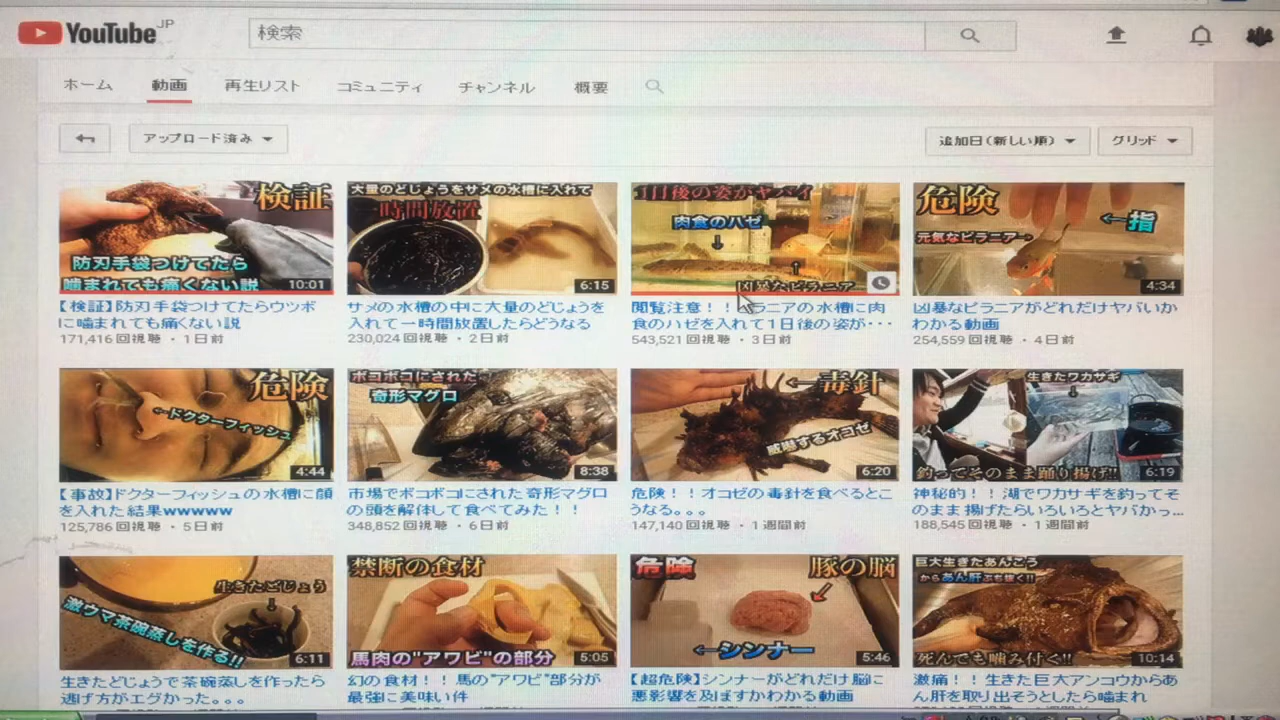 YouTube JP
検索
ホーム 動画 再生リスト コミュニティ チャンネル 概要
アップロード済み 追加日(新しい順) グリッド
検証
防刃手袋つけてたら
噛まれても痛くない説
10:01
大量のどじょうをサメの水槽に入れて
一時間放置
6:15
1日後の姿がヤバイ
肉食のハゼ
↓
↑
凶暴なピラニア
危険
元気なピラニア→
←指
4:34
【検証】防刃手袋つけてたらウツボ
に噛まれても痛くない説
171,416 回視聴 ・ 1 日前
サメの水槽の中に大量のどじょうを
入れて一時間放置したらどうなる
230,024 回視聴 ・ 2 日前
閲覧注意！！ラニアの水槽に肉
食のハゼを入れて1日後の姿が・・・
543,521 回視聴 ・ 3 日前
凶暴なピラニアがどれだけヤバいか
わかる動画
254,559 回視聴 ・ 4 日前
危険
←ドクターフィッシュ
4:44
ボコボコにされた
奇形マグロ
8:38
←毒針
威嚇するオコゼ
6:20
生きたワカサギ
↓
釣ってそのまま踊り揚げ!!
6:19
【事故】ドクターフィッシュの水槽に顔
を入れた結果wwwww
125,786 回視聴 ・ 5 日前
市場でボコボコにされた奇形マグロ
の頭を解体して食べてみた！！
348,852 回視聴 ・ 6 日前
危険！！オコゼの毒針を食べるとこ
うなる。。。
147,140 回視聴 ・ 1 週間前
神秘的！！湖でワカサギを釣ってそ
のまま揚げたらいろいろとヤバかっ...
188,545 回視聴 ・ 1 週間前
生きたどじょう
↓
激ウマ茶碗蒸しを作る!!
6:11
禁断の食材
馬肉の"アワビ"の部分
5:05
危険
豚の脳
←シンナー
5:46
巨大生きたあんこう
からあん肝ぶち抜く!!
死んでも噛み付ぐ!!
10:14
生きたどじょうで茶碗蒸しを作ったら
逃げ方がエグかった。。。
幻の食材！！馬の"アワビ"部分が
最強に美味い件
【超危険】シンナーがどれだけ脳に
悪影響を及ぼすかわかる動画
激痛！！生きた巨大アンコウからあ
ん肝を取り出そうとしたら噛まれ